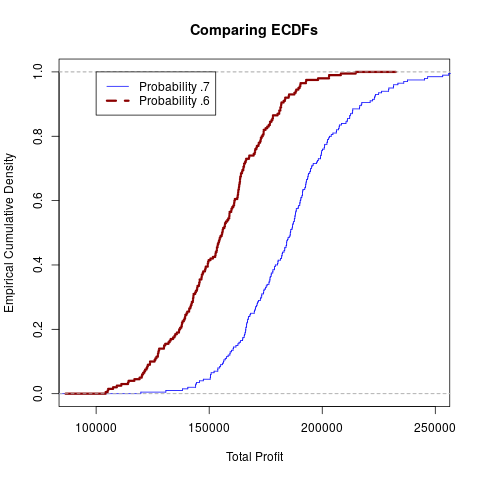 Comparing ECDFs
Probability .7
Probability .6
Empirical Cumulative Density
1.0
0.8
0.6
0.4
0.2
0.0
100000 150000 200000 250000
Total Profit